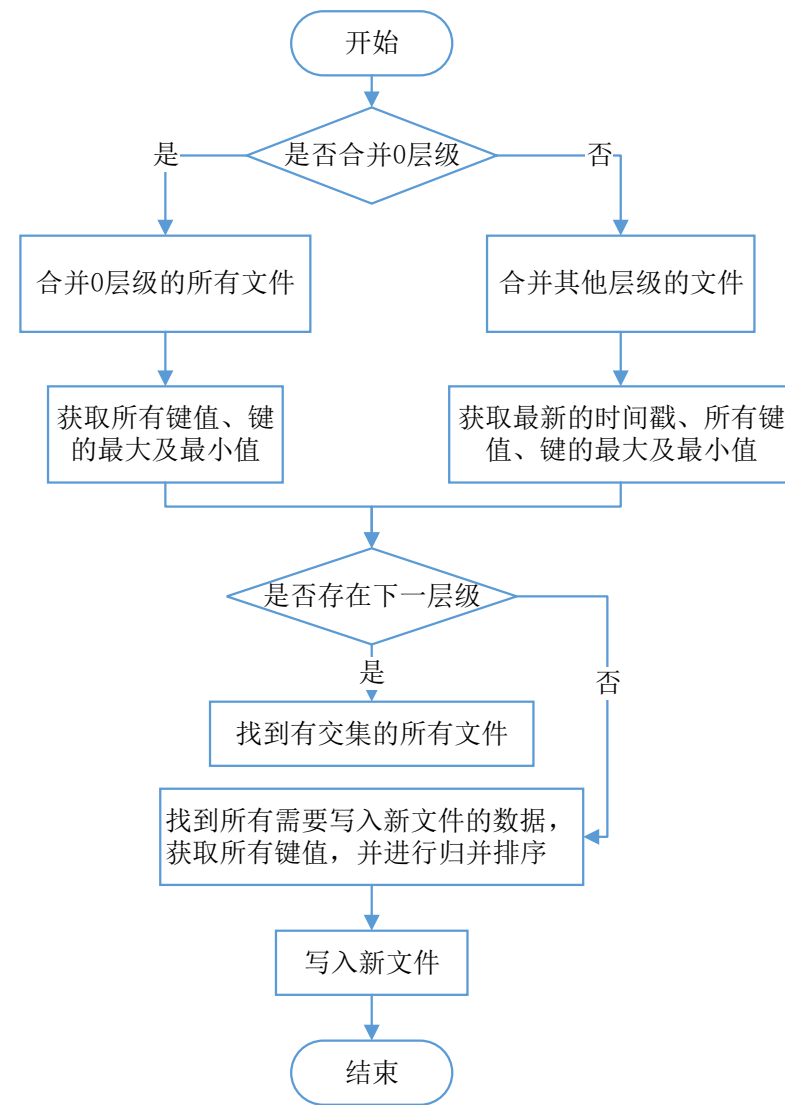 开始
是否合并0层级
是
否
合并0层级的所有文件
合并其他层级的文件
获取所有键值、键
的最大及最小值
获取最新的时间戳、所有键
值、键的最大及最小值
是否存在下一层级
是
否
找到有交集的所有文件
找到所有需要写入新文件的数据，
获取所有键值，并进行归并排序
写入新文件
结束